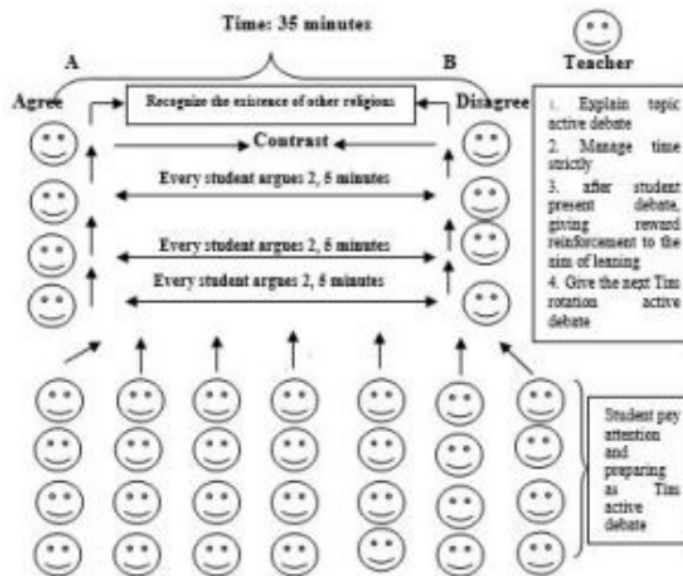 Time: 35 minutes
A
B
Teacher
Agree
Recognize the existence of other religions
Disagree
Contrast
Every student argues 2, 5 minutes
Every student argues 2, 5 minutes
Every student argues 2, 5 minutes
1. Explain topic
active debate
2. Manage time
strictly
3. after student
present debate,
giving reward
reinforcement to the
aim of leaning
4. Give the next Tim
rotation active
debate
Student pay
attention
and
preparing
as Tim
active
debate